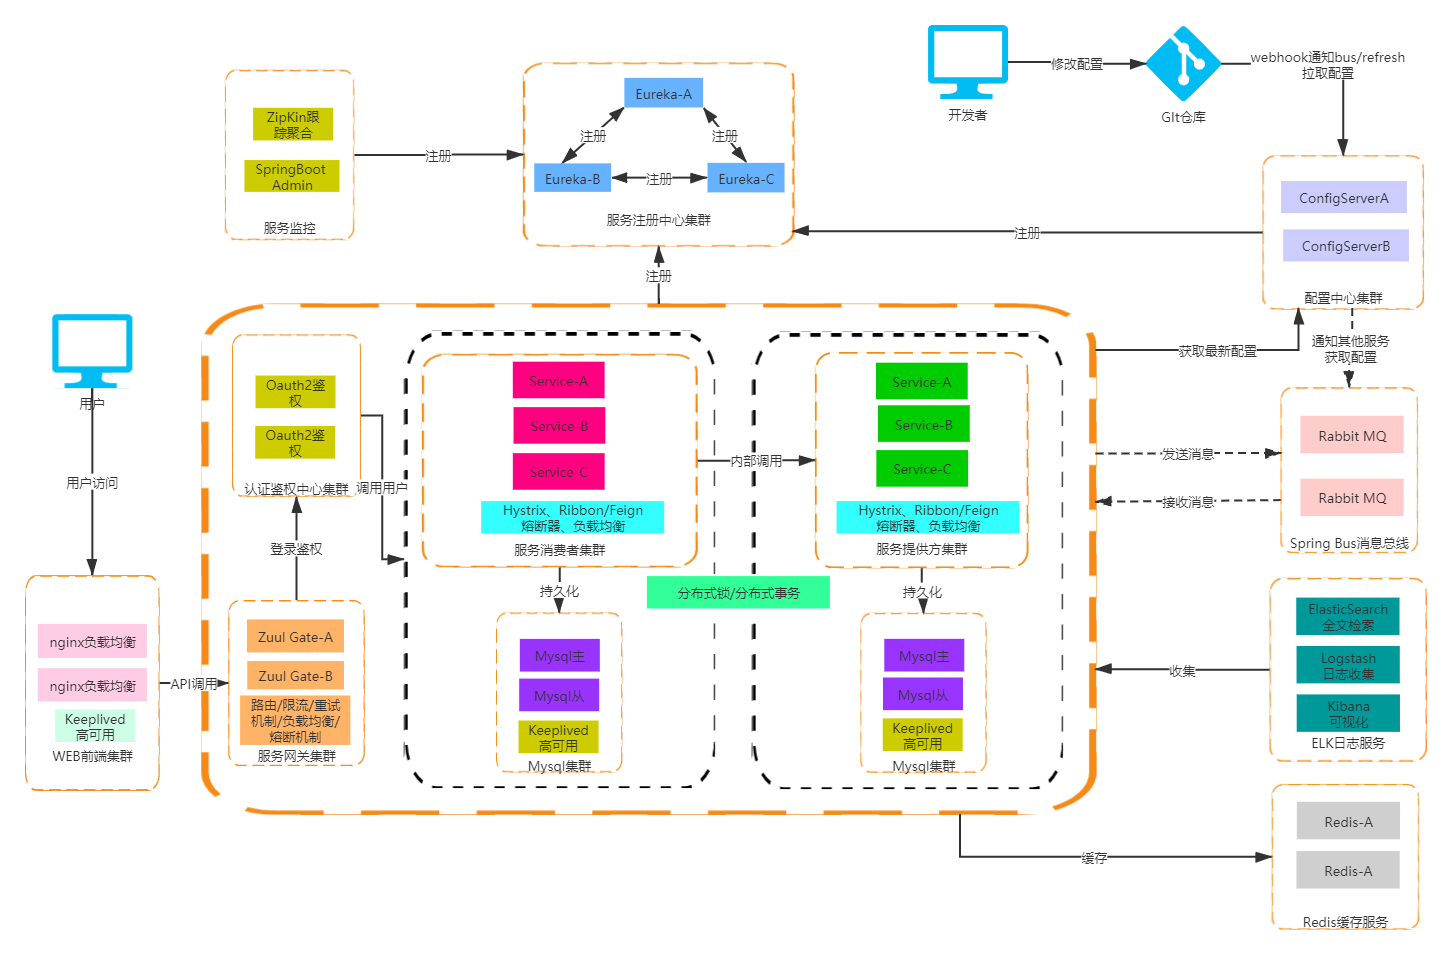 开发者
修改配置
GIt仓库
webhook通知bus/refresh
拉取配置
ZipKin跟
踪聚合
SpringBoot
Admin
服务监控
注册
Eureka-A
注册
注册
Eureka-B
注册
Eureka-C
服务注册中心集群
注册
ConfigServerA
ConfigServerB
配置中心集群
注册
获取最新配置
通知其他服务
获取配置
用户
用户访问
nginx负载均衡
nginx负载均衡
Keeplived
高可用
WEB前端集群
API调用
Oauth2鉴
权
Oauth2鉴
权
认证鉴权中心集群
调用用户
登录鉴权
Zuul Gate-A
Zuul Gate-B
路由/限流/重试
机制/负载均衡/
熔断机制
服务网关集群
Service-A
Service-B
Service-C
Hystrix、Ribbon/Feign
熔断器、负载均衡
服务消费者集群
持久化
Mysql主
Mysql从
Keeplived
高可用
Mysql集群
内部调用
分布式锁/分布式事务
Service-A
Service-B
Service-C
Hystrix、Ribbon/Feign
熔断器、负载均衡
服务提供方集群
持久化
Mysql主
Mysql从
Keeplived
高可用
Mysql集群
发送消息
接收消息
Rabbit MQ
Rabbit MQ
Spring Bus消息总线
收集
ElasticSearch
全文检索
Logstash
日志收集
Kibana
可视化
ELK日志服务
缓存
Redis-A
Redis-A
Redis缓存服务